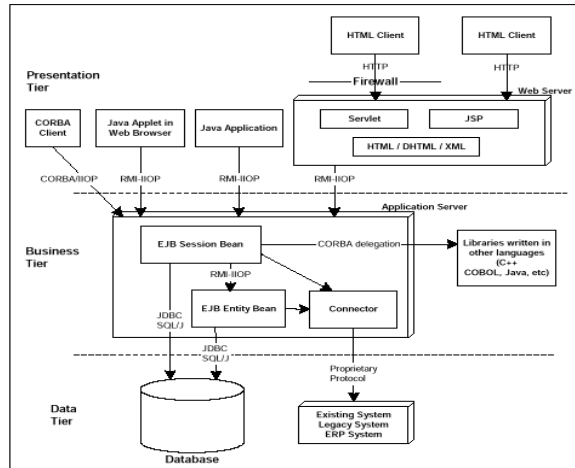 HTML Client
HTML Client
HTTP
HTTP
Presentation
Tier
Firewall
Web Server
Servlet
JSP
HTML / DHTML / XML
CORBA
Client
Java Applet in
Web Browser
Java Application
CORBA/IIOP
RMI-IIOP
RMI-IIOP
RMI-IIOP
Application Server
Business
Tier
EJB Session Bean
CORBA delegation
Libraries written in
other languages
(C++
COBOL, Java, etc)
RMI-IIOP
EJB Entity Bean
Connector
JDBC
SQL/J
JDBC
SQL/J
Proprietary
Protocol
Data
Tier
Database
Existing System
Legacy System
ERP System